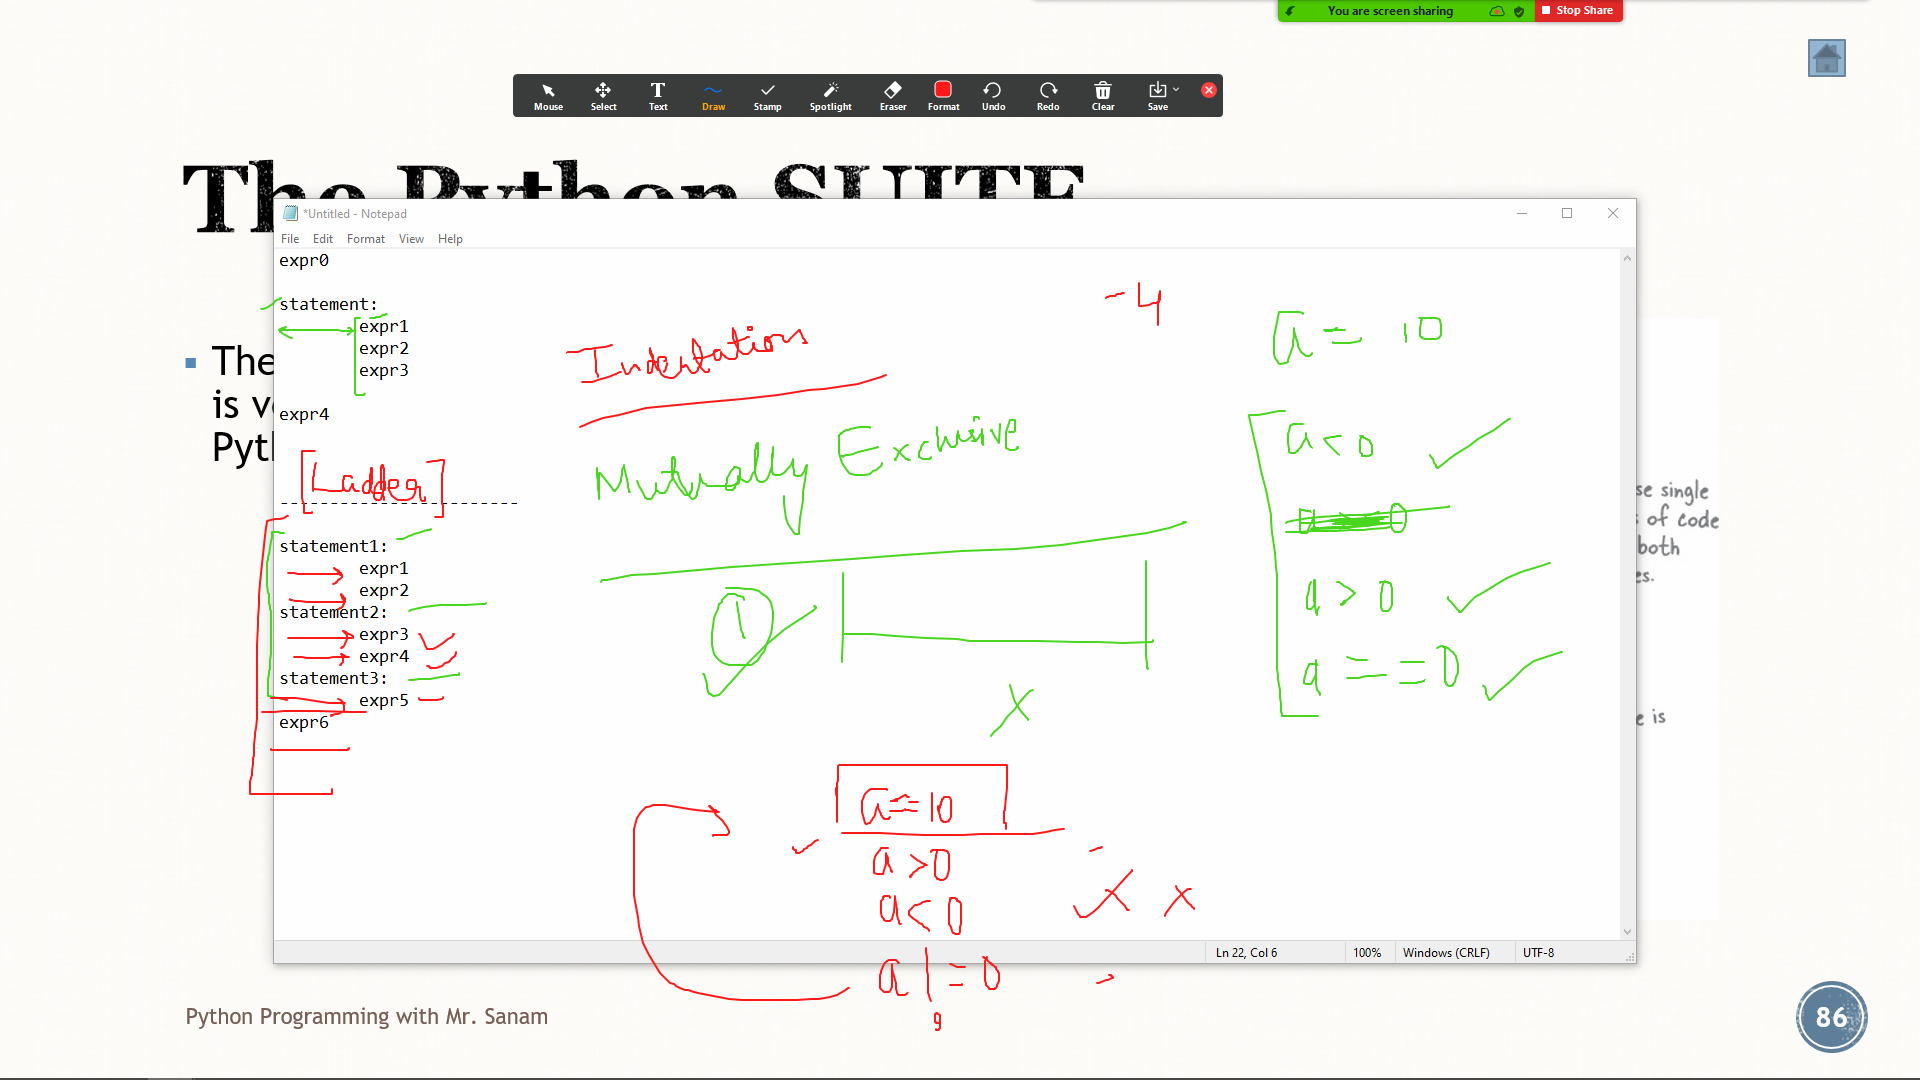 You are screen sharing
Stop Share
Mouse Select Text Draw Stamp Spotlight Eraser Format Undo Redo Clear Save
The Python SUITE
*Untitled - Notepad
File Edit Format View Help
expr0
statement:
expr1
expr2
expr3
expr4
[Ladder]
--------------------------
statement1:
expr1
expr2
statement2:
expr3
expr4
statement3:
expr5
expr6
Indentations
Mutually Exclusive
1
-4
a = 10
a < 0
a > 0
a == 0
a == 10
a > 0
a < 0
a != 0
9
The
is v
Pyt
se single
of code
both
es.
e is
Ln 22, Col 6
100%
Windows (CRLF)
UTF-8
Python Programming with Mr. Sanam
86